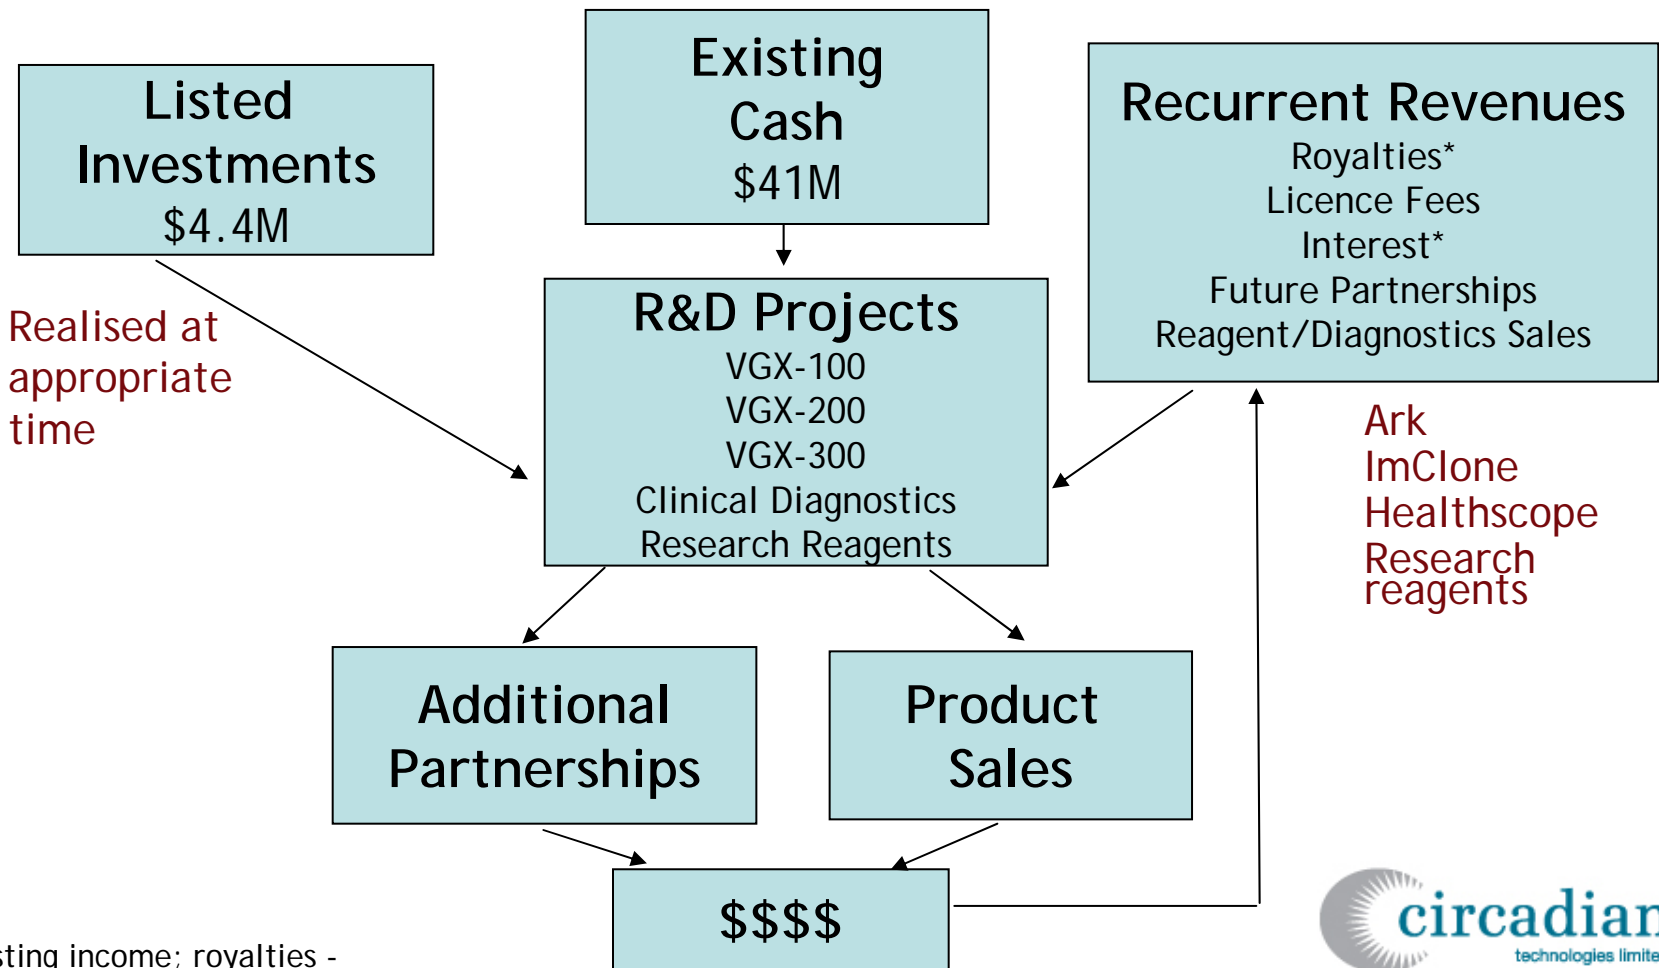 Listed
Investments
$4.4M
Existing
Cash
$41M
Recurrent Revenues
Royalties*
Licence Fees
Interest*
Future Partnerships
Reagent/Diagnostics Sales
Realised at
appropriate
time
R&D Projects
VGX-100
VGX-200
VGX-300
Clinical Diagnostics
Research Reagents
Ark
ImClone
Healthscope
Research
reagents
Additional
Partnerships
Product
Sales
$$$$
income; royalties -
circadian
technologies